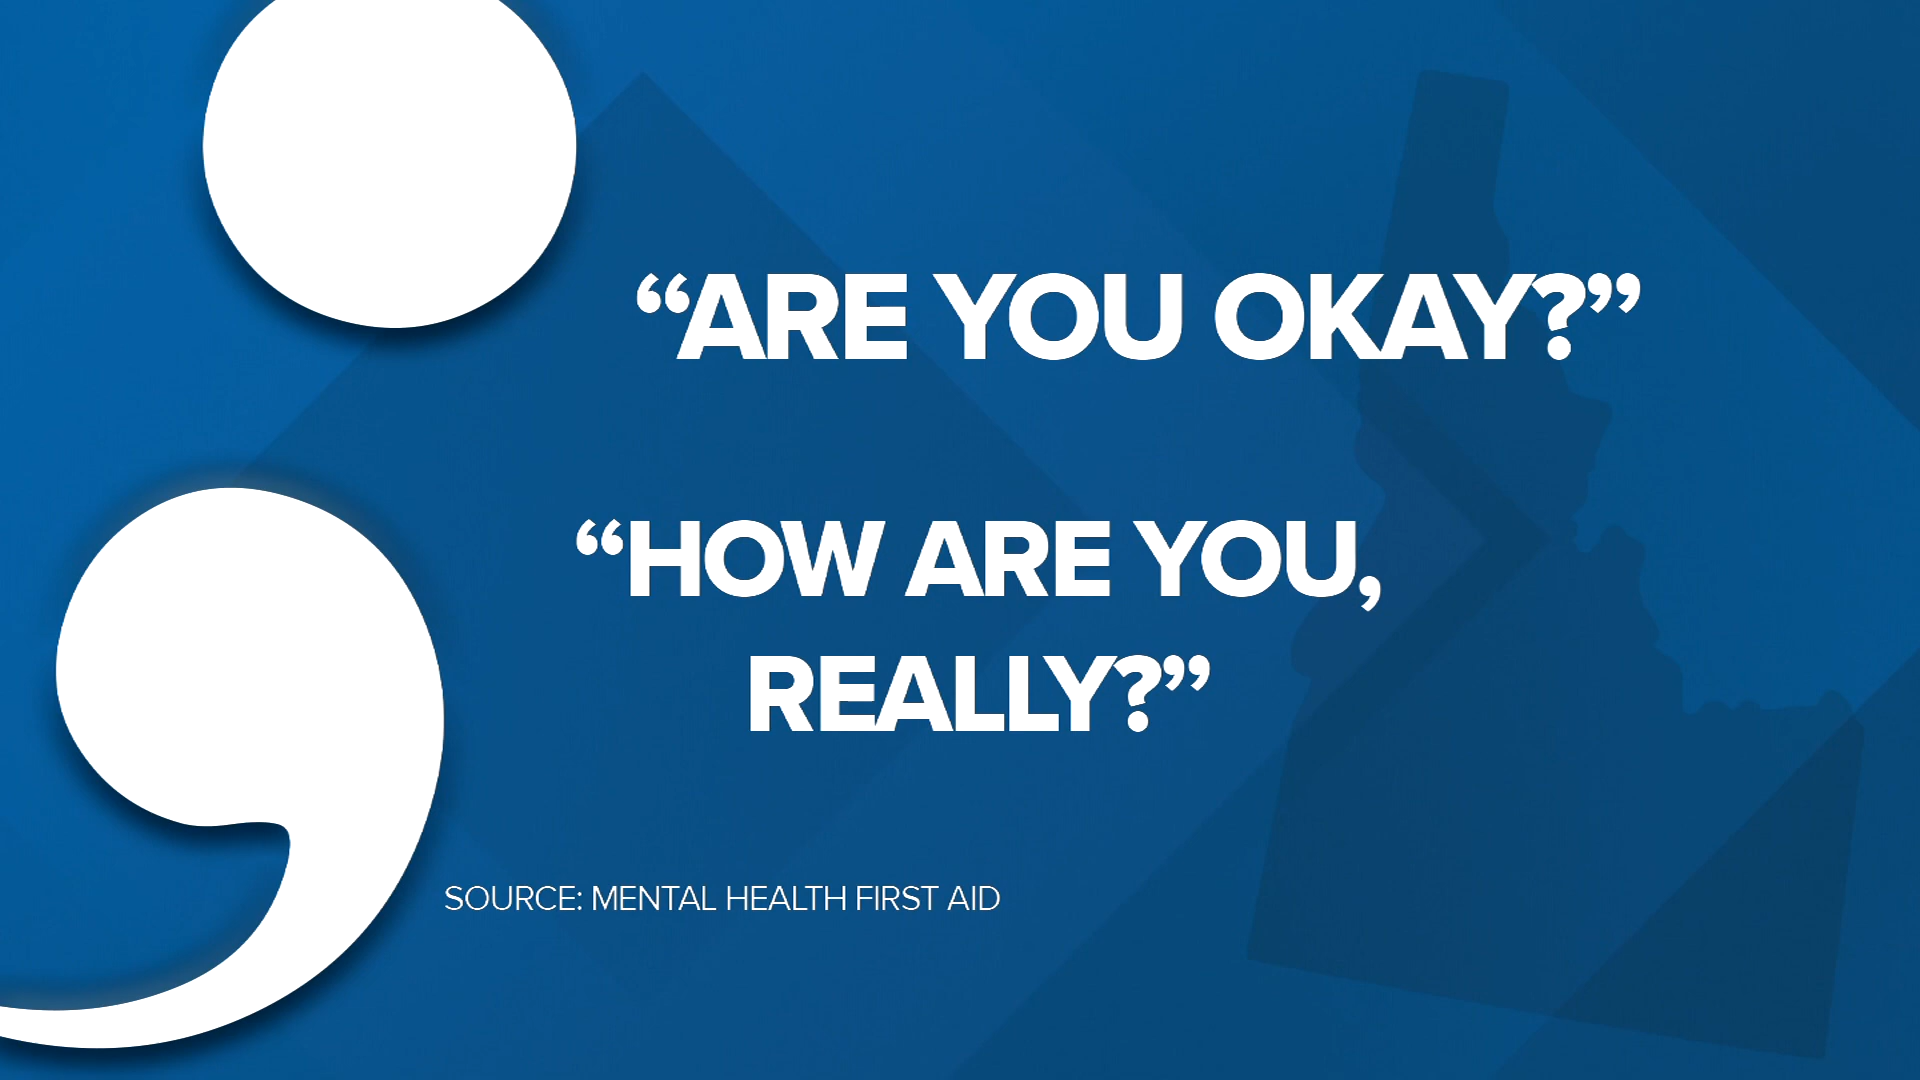 “ARE YOU OKAY?”
“HOW ARE YOU,
REALLY?”
SOURCE: MENTAL HEALTH FIRST AID